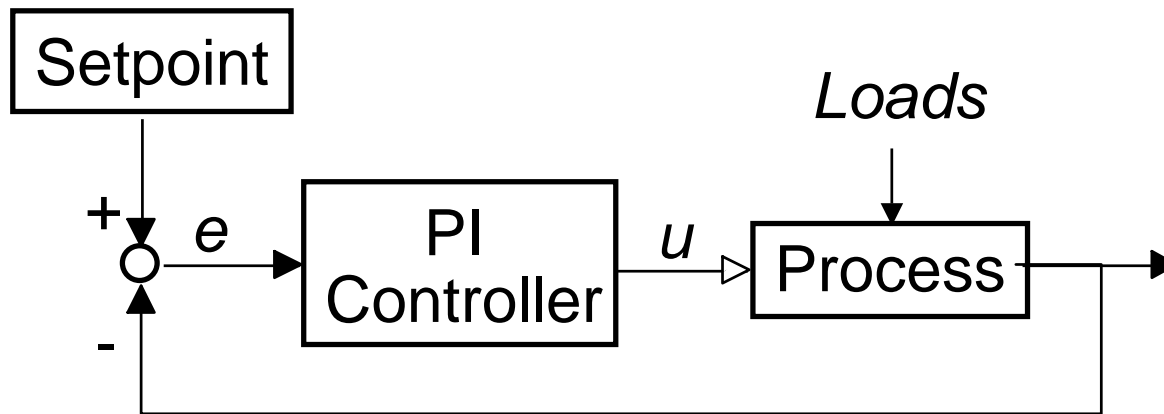 Setpoint
Loads
+
e
PI
Controller
u
Process
-